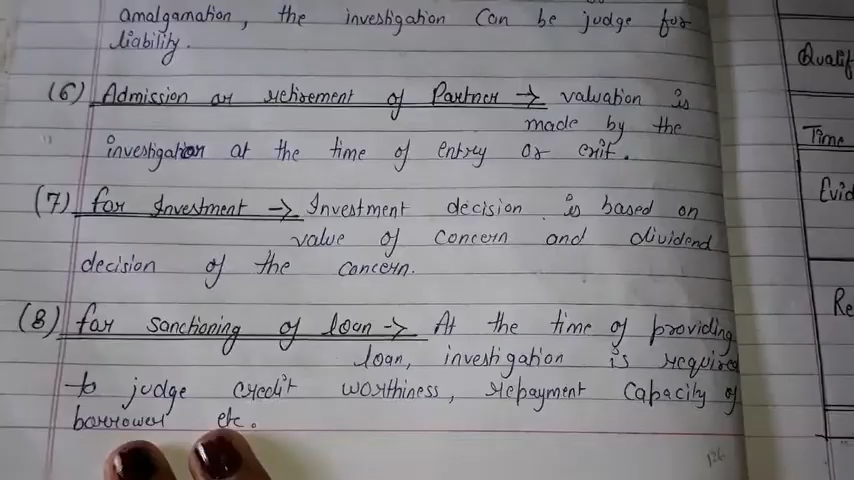 amalgamation, the investigation can be judge for
liability.
(6) Admission or retirement of Partner → valuation is
made by the
investigation at the time of entry or exit.
(7) for Investment → Investment decision is based on
value of concern and dividend
decision of the concern.
(8) for sanctioning of loan → At the time of providing
loan, investigation is required
to judge credit worthiness, repayment capacity of
borrower etc.
126
Qualif
Time
Evid
Re